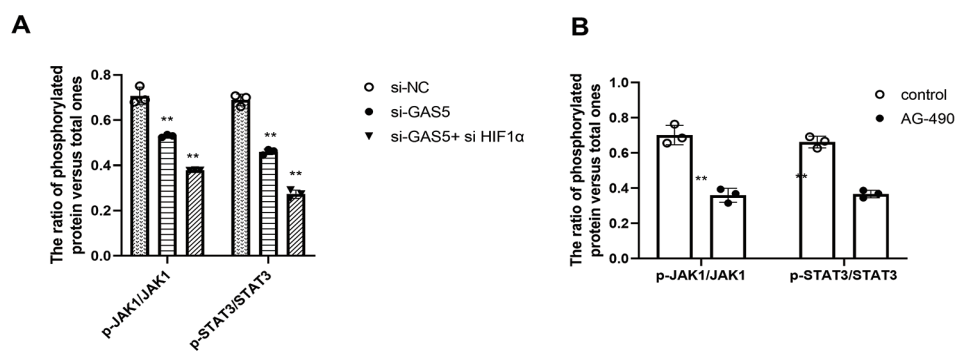 A
The ratio of phosphorylated
protein versus total ones
0.8
0.6
0.4
0.2
0.0
**
**
**
**
p-JAK1/JAK1
p-STAT3/STAT3
si-NC
si-GAS5
si-GAS5+ si HIF1α
B
The ratio of phosphorylated
protein versus total ones
1.0
0.8
0.6
0.4
0.2
0.0
**
**
p-JAK1/JAK1
p-STAT3/STAT3
control
AG-490